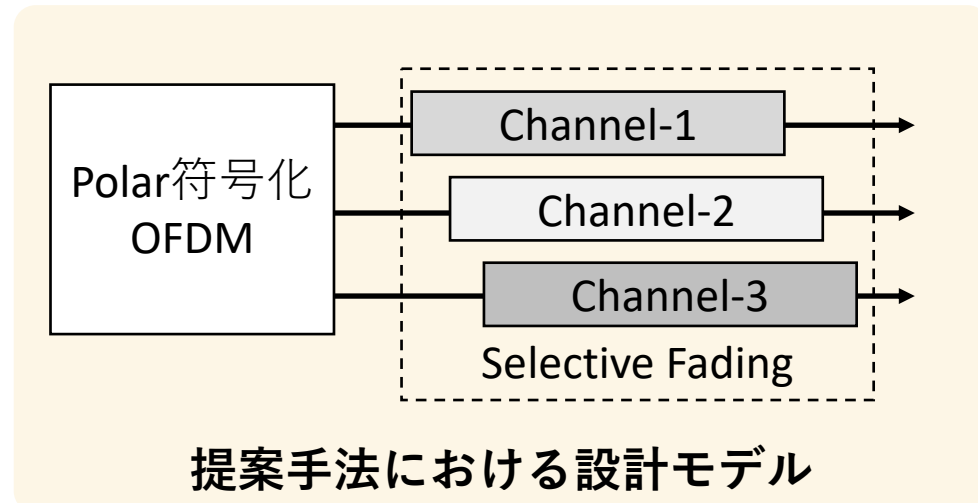 Polar符号化
OFDM
Channel-1
Channel-2
Channel-3
Selective Fading
提案手法における設計モデル